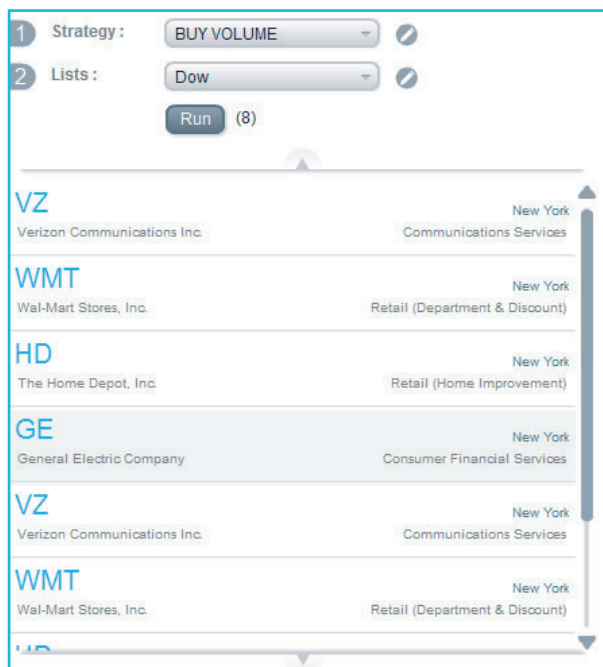 1 Strategy : BUY VOLUME
2 Lists : Dow
Run (8)
VZ
New York
Verizon Communications Inc. Communications Services
WMT
New York
Wal-Mart Stores, Inc. Retail (Department & Discount)
HD
New York
The Home Depot, Inc. Retail (Home Improvement)
GE
New York
General Electric Company Consumer Financial Services
VZ
New York
Verizon Communications Inc. Communications Services
WMT
New York
Wal-Mart Stores, Inc. Retail (Department & Discount)